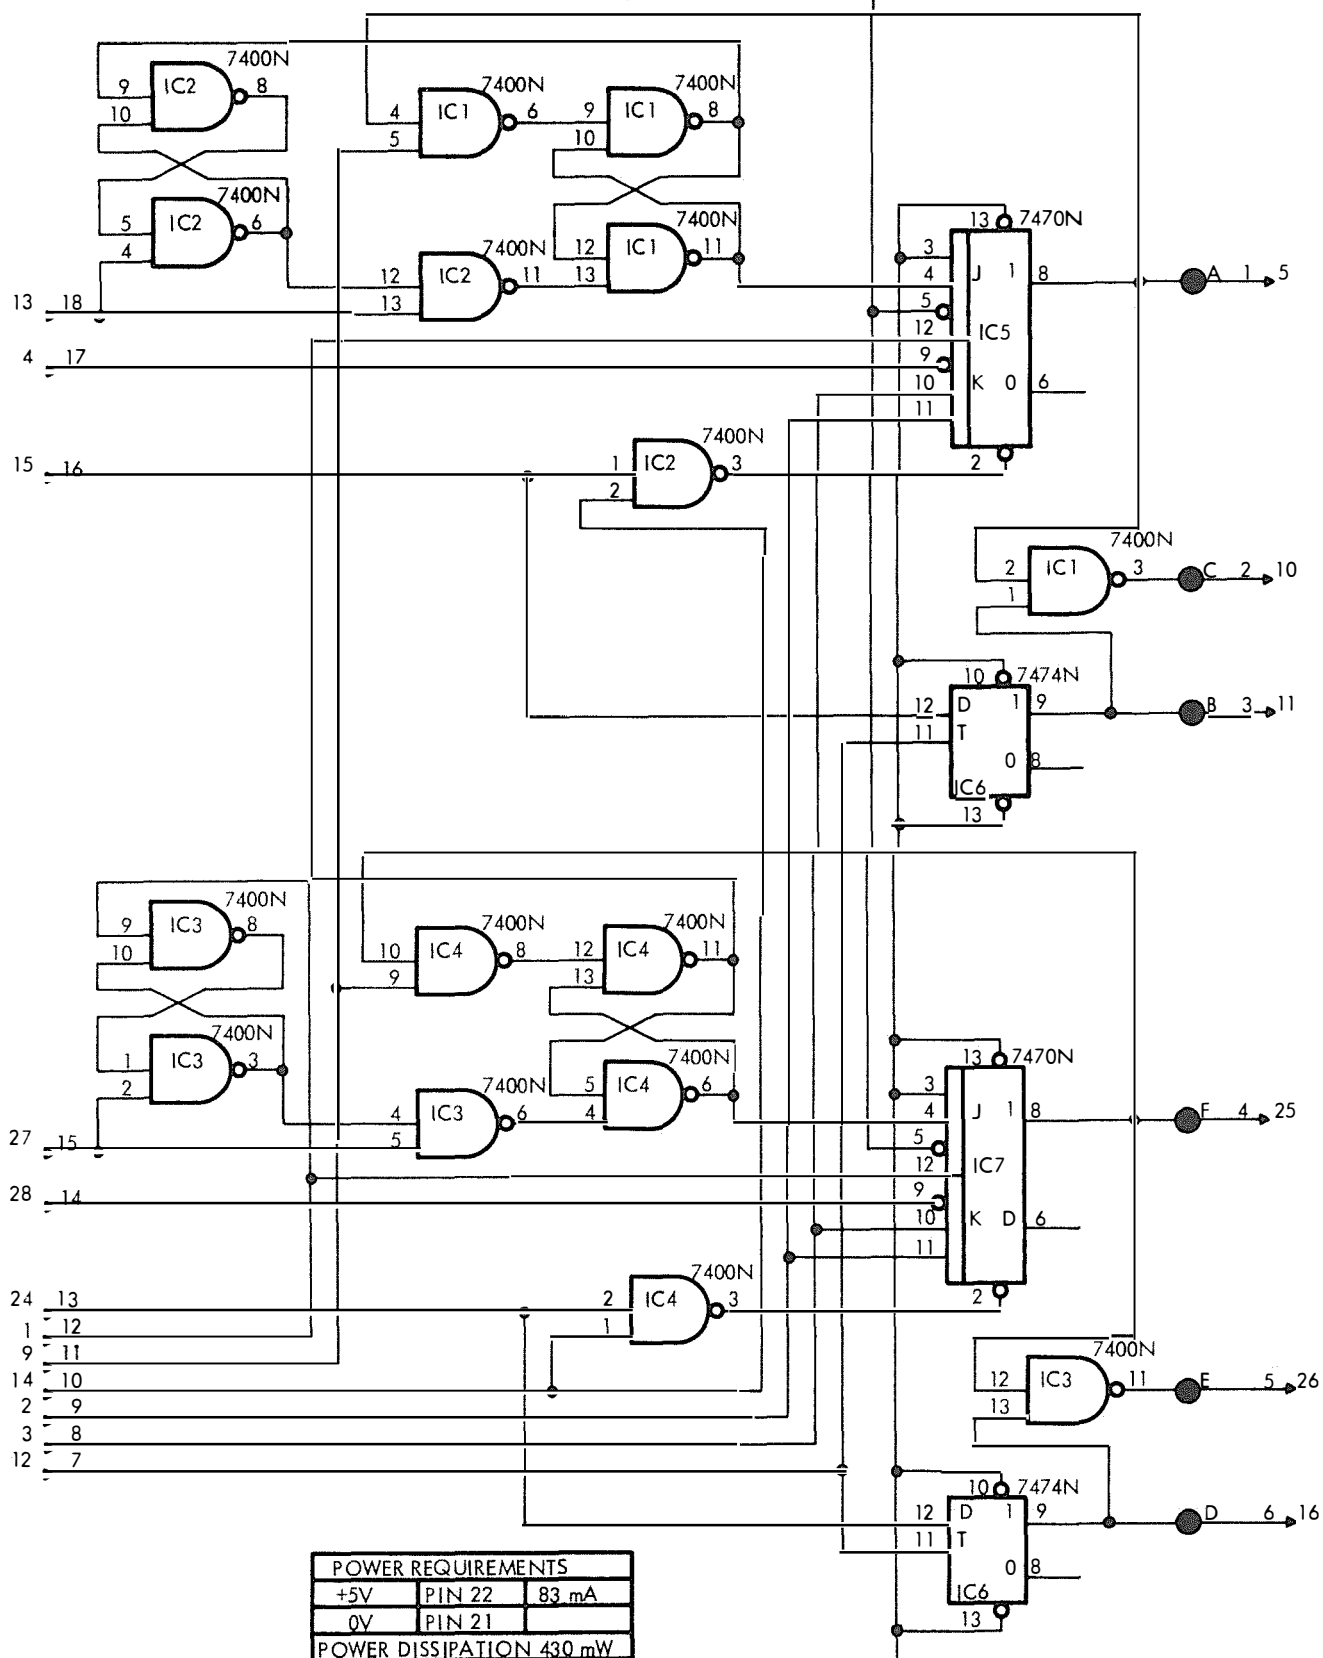 7400N
7400N
7400N
9 IC2 8
10
4 IC1 6
5
9 IC1 8
10
7400N
7400N
7400N
5 IC2 6
4
12 IC2 11
13
12 IC1 11
13
13 7470N
3
4 J 1 8 A 1 5
13 18
5
12 IC5
4 17
9
10 K 0 6
11
7400N
15 16
1 IC2 3
2
2
7400N
2 IC1 3 C 2 10
1
10 7474N
12 D 1 9 B 3 11
11 T
0 8
IC6
13
7400N
7400N
7400N
9 IC3 8
10
10 IC4 8
9
12 IC4 11
13
7400N
7400N
7400N
1 IC3 3
2
4 IC3 6
5
5 IC4 6
4
13 7470N
3
4 J 1 8 F 4 25
27 15
5
12 IC7
28 14
9
10 K D 6
11
7400N
24 13
2 IC4 3
1
2
1 12
9 11
14 10
2 9
3 8
12 7
7400N
12 IC3 11 E 5 26
13
10 7474N
12 D 1 9 D 6 16
11 T
0 8
IC6
13
POWER REQUIREMENTS
+5V PIN 22 83 mA
0V PIN 21
POWER DISSIPATION 430 mW